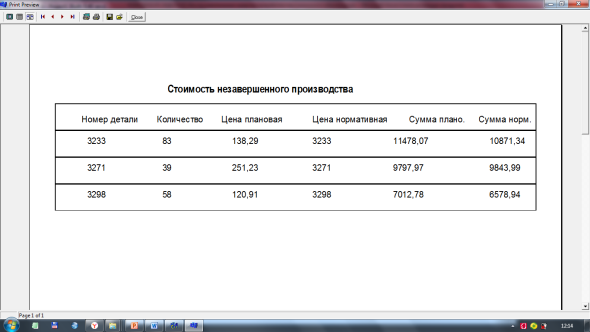 Print Preview
Close
Стоимость незавершенного производства
Номер детали Количество Цена плановая Цена нормативная Сумма плано. Сумма норм.
3233 83 138,29 3233 11478,07 10871,34
3271 39 251,23 3271 9797,97 9843,99
3298 58 120,91 3298 7012,78 6578,94
Page 1 of 1
12:14